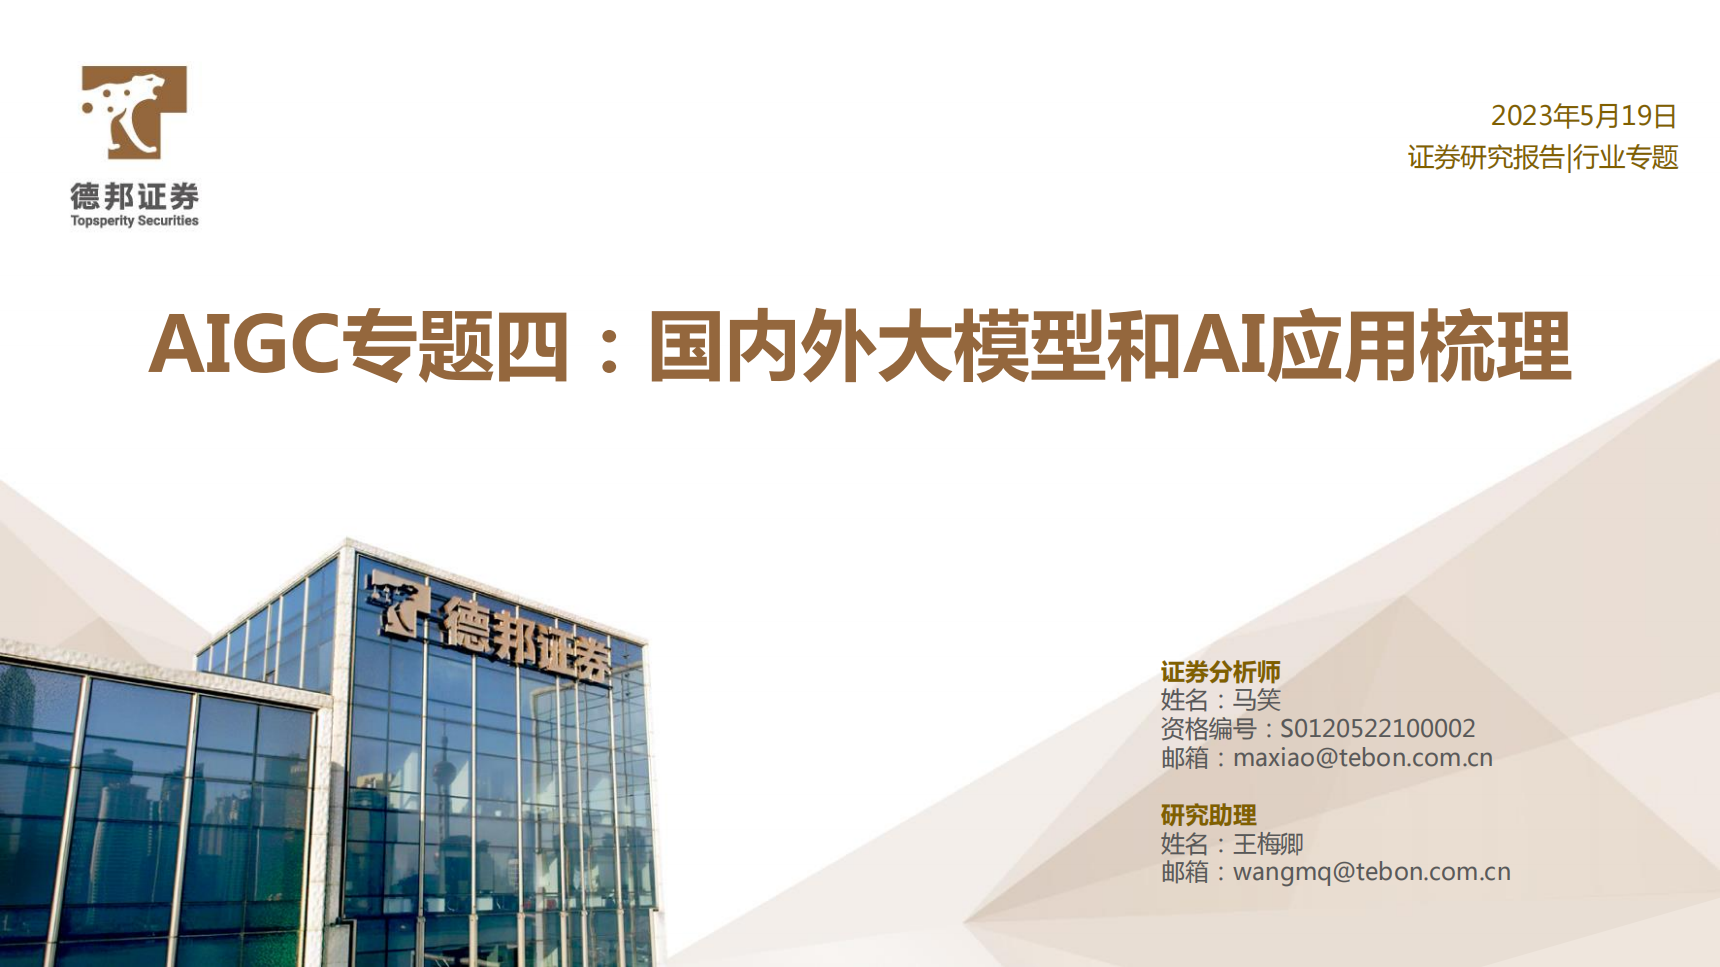 德邦证券
Topsperity Securities
2023年5月19日
证券研究报告|行业专题
AIGC专题四：国内外大模型和AI应用梳理
德邦证券
证券分析师
姓名：马笑
资格编号：S0120522100002
邮箱：maxiao@tebon.com.cn
研究助理
姓名：王梅卿
邮箱：wangmq@tebon.com.cn